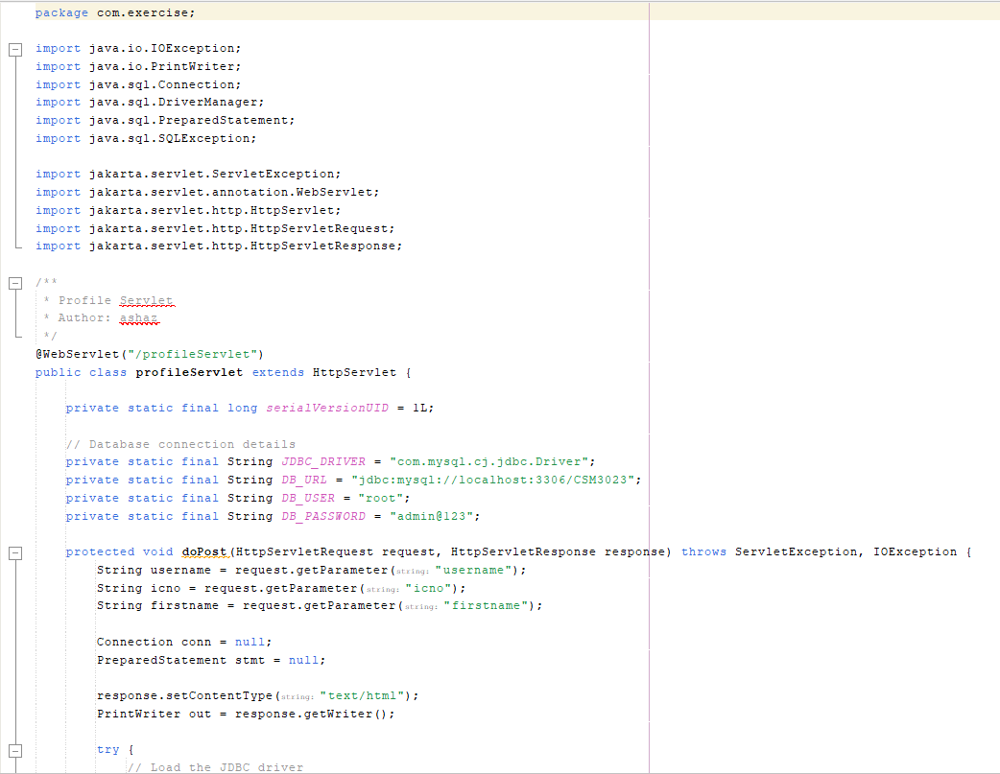 package com.exercise;
import java.io.IOException;
import java.io.PrintWriter;
import java.sql.Connection;
import java.sql.DriverManager;
import java.sql.PreparedStatement;
import java.sql.SQLException;
import jakarta.servlet.ServletException;
import jakarta.servlet.annotation.WebServlet;
import jakarta.servlet.http.HttpServlet;
import jakarta.servlet.http.HttpServletRequest;
import jakarta.servlet.http.HttpServletResponse;
/**
 * Profile Servlet
 * Author: ashaz
 */
@WebServlet("/profileServlet")
public class profileServlet extends HttpServlet {
    private static final long serialVersionUID = 1L;
    // Database connection details
    private static final String JDBC_DRIVER = "com.mysql.cj.jdbc.Driver";
    private static final String DB_URL = "jdbc:mysql://localhost:3306/CSM3023";
    private static final String DB_USER = "root";
    private static final String DB_PASSWORD = "admin@123";
    protected void doPost(HttpServletRequest request, HttpServletResponse response) throws ServletException, IOException {
        String username = request.getParameter(string: "username");
        String icno = request.getParameter(string: "icno");
        String firstname = request.getParameter(string: "firstname");
        Connection conn = null;
        PreparedStatement stmt = null;
        response.setContentType(string: "text/html");
        PrintWriter out = response.getWriter();
        try {
            // Load the JDBC driver